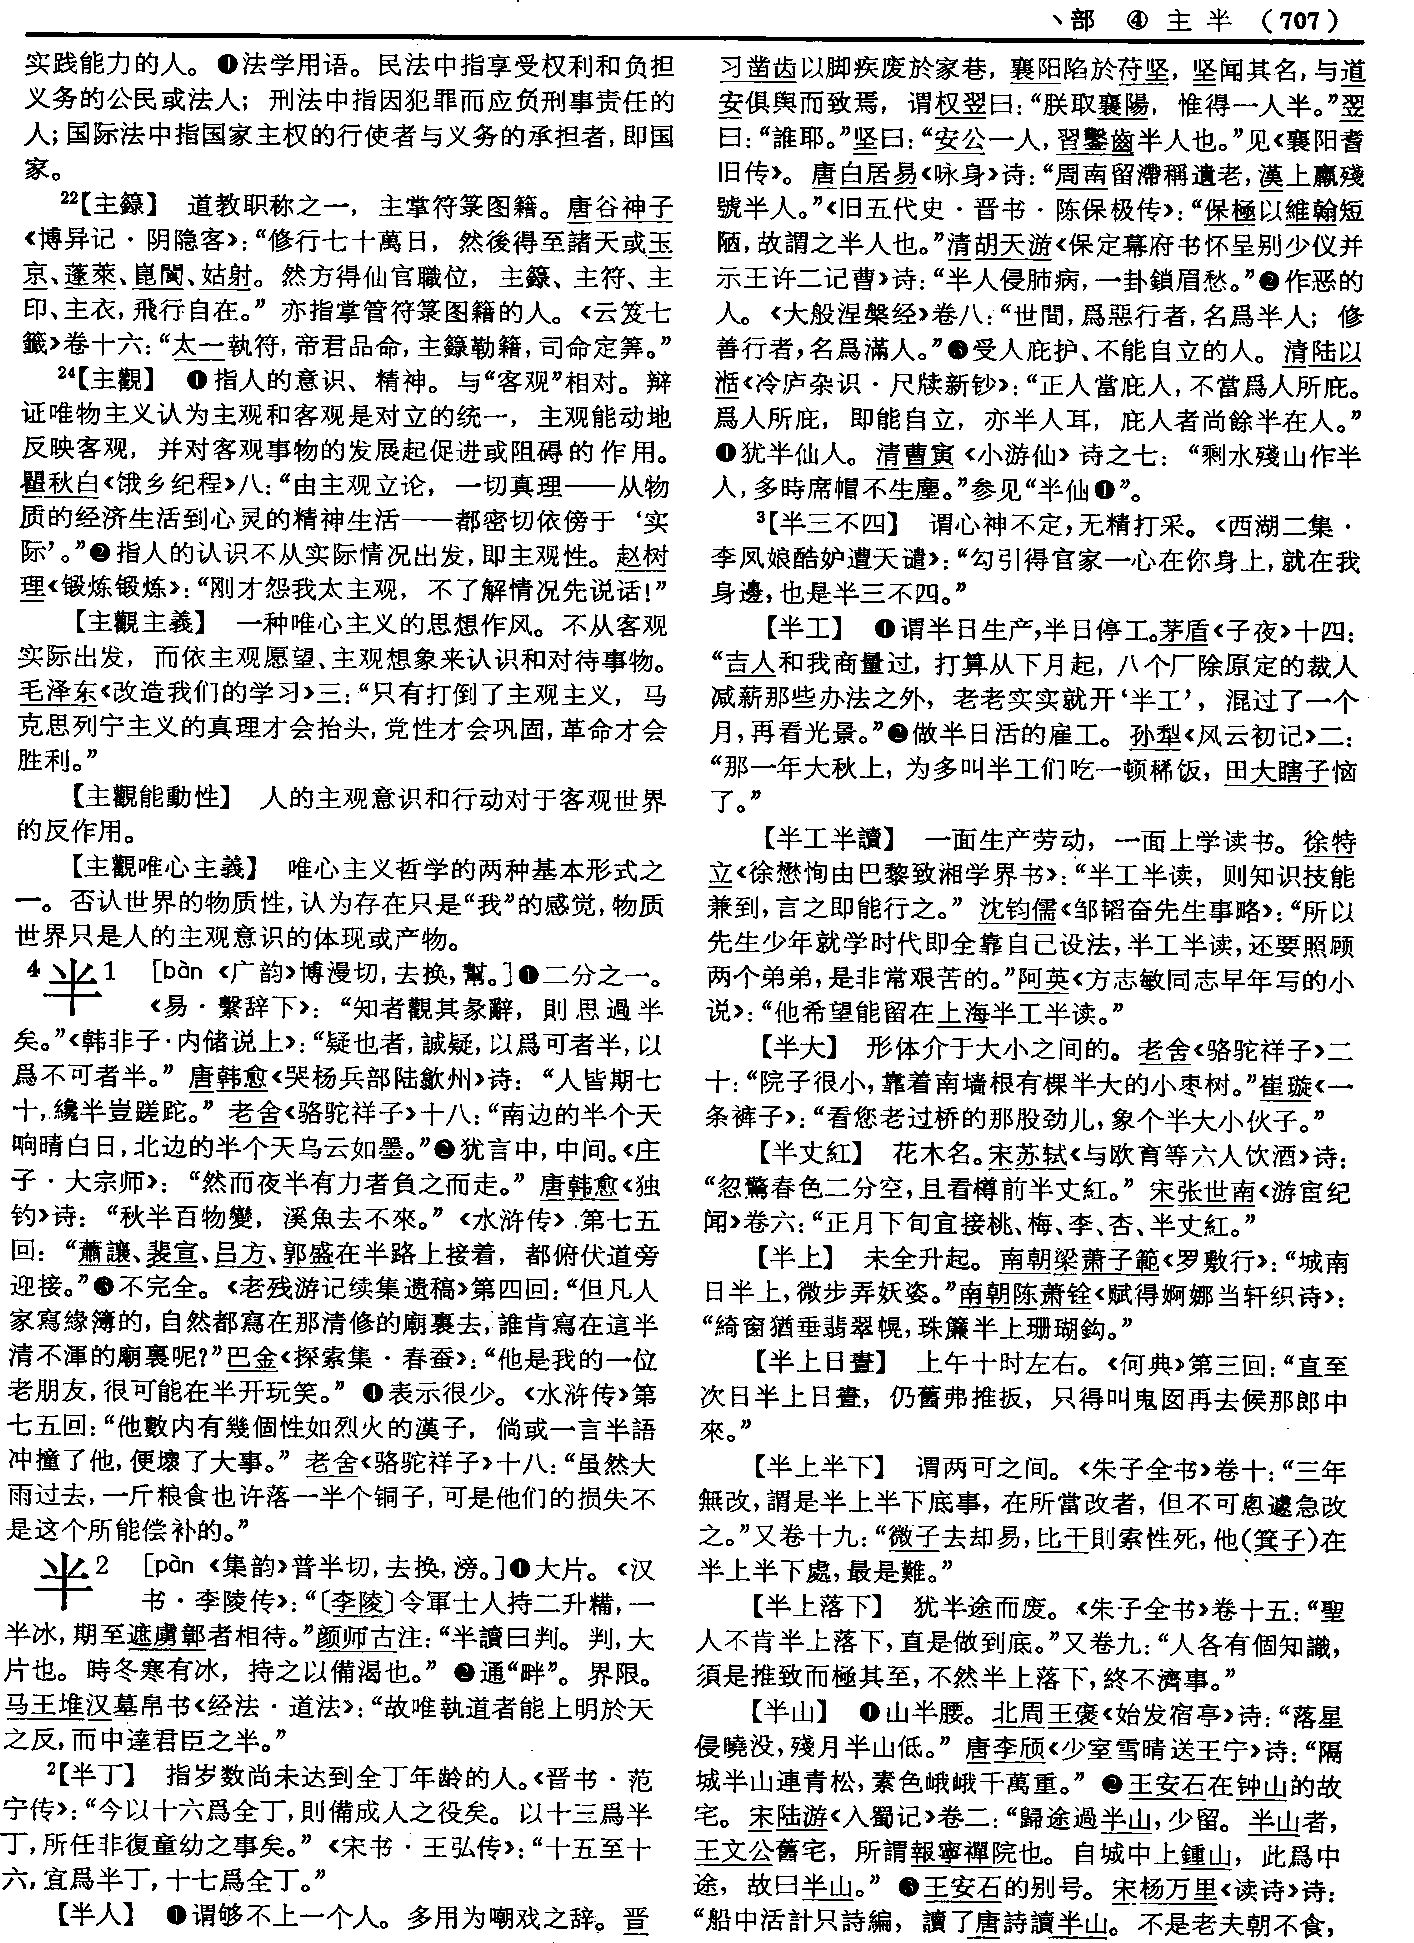 丶部 ④ 主 半 （707）
实践能力的人。❹法学用语。民法中指享受权利和负担
义务的公民或法人；刑法中指因犯罪而应负刑事责任的
人；国际法中指国家主权的行使者与义务的承担者，即国
家。
22【主籙】 道教职称之一，主掌符箓图籍。唐谷神子
《博异记·阴隐客》：“修行七十萬日，然後得至諸天或玉
京、蓬萊、崑閬、姑射。然方得仙官職位，主籙、主符、主
印、主衣，飛行自在。”亦指掌管符箓图籍的人。《云笈七
籤》卷十六：“太一執符，帝君品命，主籙勒籍，司命定筭。”
24【主觀】 ❶指人的意识、精神。与“客观”相对。辩
证唯物主义认为主观和客观是对立的统一，主观能动地
反映客观，并对客观事物的发展起促进或阻碍的作用。
瞿秋白《饿乡纪程》八：“由主观立论，一切真理——从物
质的经济生活到心灵的精神生活——都密切依傍于‘实
际’。”❷指人的认识不从实际情况出发，即主观性。赵树
理《锻炼锻炼》：“刚才怨我太主观，不了解情况先说话！”
【主觀主義】 一种唯心主义的思想作风。不从客观
实际出发，而依主观愿望、主观想象来认识和对待事物。
毛泽东《改造我们的学习》三：“只有打倒了主观主义，马
克思列宁主义的真理才会抬头，党性才会巩固，革命才会
胜利。”
【主觀能動性】 人的主观意识和行动对于客观世界
的反作用。
【主觀唯心主義】 唯心主义哲学的两种基本形式之
一。否认世界的物质性，认为存在只是“我”的感觉，物质
世界只是人的主观意识的体现或产物。
4半1 ［bàn 《广韵》博漫切，去换，幫。］❶二分之一。
《易·繫辞下》：“知者觀其彖辭，則思過半
矣。”《韩非子·内储说上》：“疑也者，誠疑，以爲可者半，以
爲不可者半。”唐韩愈《哭杨兵部陆歙州》诗：“人皆期七
十，纔半豈蹉跎。”老舍《骆驼祥子》十八：“南边的半个天
响晴白日，北边的半个天乌云如墨。”❷犹言中，中间。《庄
子·大宗师》：“然而夜半有力者負之而走。”唐韩愈《独
钓》诗：“秋半百物變，溪魚去不來。”《水浒传》第七五
回：“蕭讓、裴宣、吕方、郭盛在半路上接着，都俯伏道旁
迎接。”❸不完全。《老残游记续集遗稿》第四回：“但凡人
家寫緣簿的，自然都寫在那清修的廟裏去，誰肯寫在這半
清不渾的廟裏呢？”巴金《探索集·春蚕》：“他是我的一位
老朋友，很可能在半开玩笑。”❹表示很少。《水浒传》第
七五回：“他數内有幾個性如烈火的漢子，倘或一言半語
冲撞了他，便壞了大事。”老舍《骆驼祥子》十八：“虽然大
雨过去，一斤粮食也许落一半个铜子，可是他们的损失不
是这个所能偿补的。”
半2 ［pàn 《集韵》普半切，去换，滂。］❶大片。《汉
书·李陵传》：“〔李陵〕令軍士人持二升糒，一
半冰，期至遮虜鄣者相待。”颜师古注：“半讀曰判。判，大
片也。時冬寒有冰，持之以備渴也。”❷通“畔”。界限。
马王堆汉墓帛书《经法·道法》：“故唯執道者能上明於天
之反，而中達君臣之半。”
2【半丁】 指岁数尚未达到全丁年龄的人。《晋书·范
宁传》：“今以十六爲全丁，則備成人之役矣。以十三爲半
丁，所任非復童幼之事矣。”《宋书·王弘传》：“十五至十
六，宜爲半丁，十七爲全丁。”
【半人】 ❶谓够不上一个人。多用为嘲戏之辞。晋
习凿齿以脚疾废於家巷，襄阳陷於苻坚，坚闻其名，与道
安俱舆而致焉，谓权翌曰：“朕取襄陽，惟得一人半。”翌
曰：“誰耶。”坚曰：“安公一人，習鑿齒半人也。”见《襄阳耆
旧传》。唐白居易《咏身》诗：“周南留滯稱遺老，漢上羸殘
號半人。”《旧五代史·晋书·陈保极传》：“保極以維翰短
陋，故謂之半人也。”清胡天游《保定幕府书怀呈别少仪并
示王许二记曹》诗：“半人侵肺病，一卦鎖眉愁。”❷作恶的
人。《大般涅槃经》卷八：“世間，爲惡行者，名爲半人；修
善行者，名爲滿人。”❸受人庇护、不能自立的人。清陆以
湉《冷庐杂识·尺牍新钞》：“正人當庇人，不當爲人所庇。
爲人所庇，即能自立，亦半人耳，庇人者尚餘半在人。”
❹犹半仙人。清曹寅《小游仙》诗之七：“剩水殘山作半
人，多時席帽不生塵。”参见“半仙❶”。
3【半三不四】 谓心神不定，无精打采。《西湖二集·
李凤娘酷妒遭天谴》：“勾引得官家一心在你身上，就在我
身邊，也是半三不四。”
【半工】 ❶谓半日生产，半日停工。茅盾《子夜》十四：
“吉人和我商量过，打算从下月起，八个厂除原定的裁人
减薪那些办法之外，老老实实就开‘半工’，混过了一个
月，再看光景。”❷做半日活的雇工。孙犁《风云初记》二：
“那一年大秋上，为多叫半工们吃一顿稀饭，田大瞎子恼
了。”
【半工半讀】 一面生产劳动，一面上学读书。徐特
立《徐懋恂由巴黎致湘学界书》：“半工半读，则知识技能
兼到，言之即能行之。”沈钧儒《邹韬奋先生事略》：“所以
先生少年就学时代即全靠自己设法，半工半读，还要照顾
两个弟弟，是非常艰苦的。”阿英《方志敏同志早年写的小
说》：“他希望能留在上海半工半读。”
【半大】 形体介于大小之间的。老舍《骆驼祥子》二
十：“院子很小，靠着南墙根有棵半大的小枣树。”崔璇《一
条裤子》：“看您老过桥的那股劲儿，象个半大小伙子。”
【半丈紅】 花木名。宋苏轼《与欧育等六人饮酒》诗：
“忽驚春色二分空，且看樽前半丈紅。”宋张世南《游宦纪
闻》卷六：“正月下旬宜接桃、梅、李、杏、半丈紅。”
【半上】 未全升起。南朝梁萧子範《罗敷行》：“城南
日半上，微步弄妖姿。”南朝陈萧铨《赋得婀娜当轩织诗》：
“綺窗猶垂翡翠幌，珠簾半上珊瑚鈎。”
【半上日晝】 上午十时左右。《何典》第三回：“直至
次日半上日晝，仍舊弗推扳，只得叫鬼囡再去候那郎中
來。”
【半上半下】 谓两可之间。《朱子全书》卷十：“三年
無改，謂是半上半下底事，在所當改者，但不可恩遽急改
之。”又卷十九：“微子去却易，比干則索性死，他（箕子）在
半上半下處，最是難。”
【半上落下】 犹半途而废。《朱子全书》卷十五：“聖
人不肯半上落下，直是做到底。”又卷九：“人各有個知識，
須是推致而極其至，不然半上落下，終不濟事。”
【半山】 ❶山半腰。北周王褒《始发宿亭》诗：“落星
侵曉没，殘月半山低。”唐李颀《少室雪晴送王宁》诗：“隔
城半山連青松，素色峨峨千萬重。”❷王安石在钟山的故
宅。宋陆游《入蜀记》卷二：“歸途過半山，少留。半山者，
王文公舊宅，所謂報寧禪院也。自城中上鍾山，此爲中
途，故曰半山。”❸王安石的别号。宋杨万里《读诗》诗：
“船中活計只詩編，讀了唐詩讀半山。不是老夫朝不食，